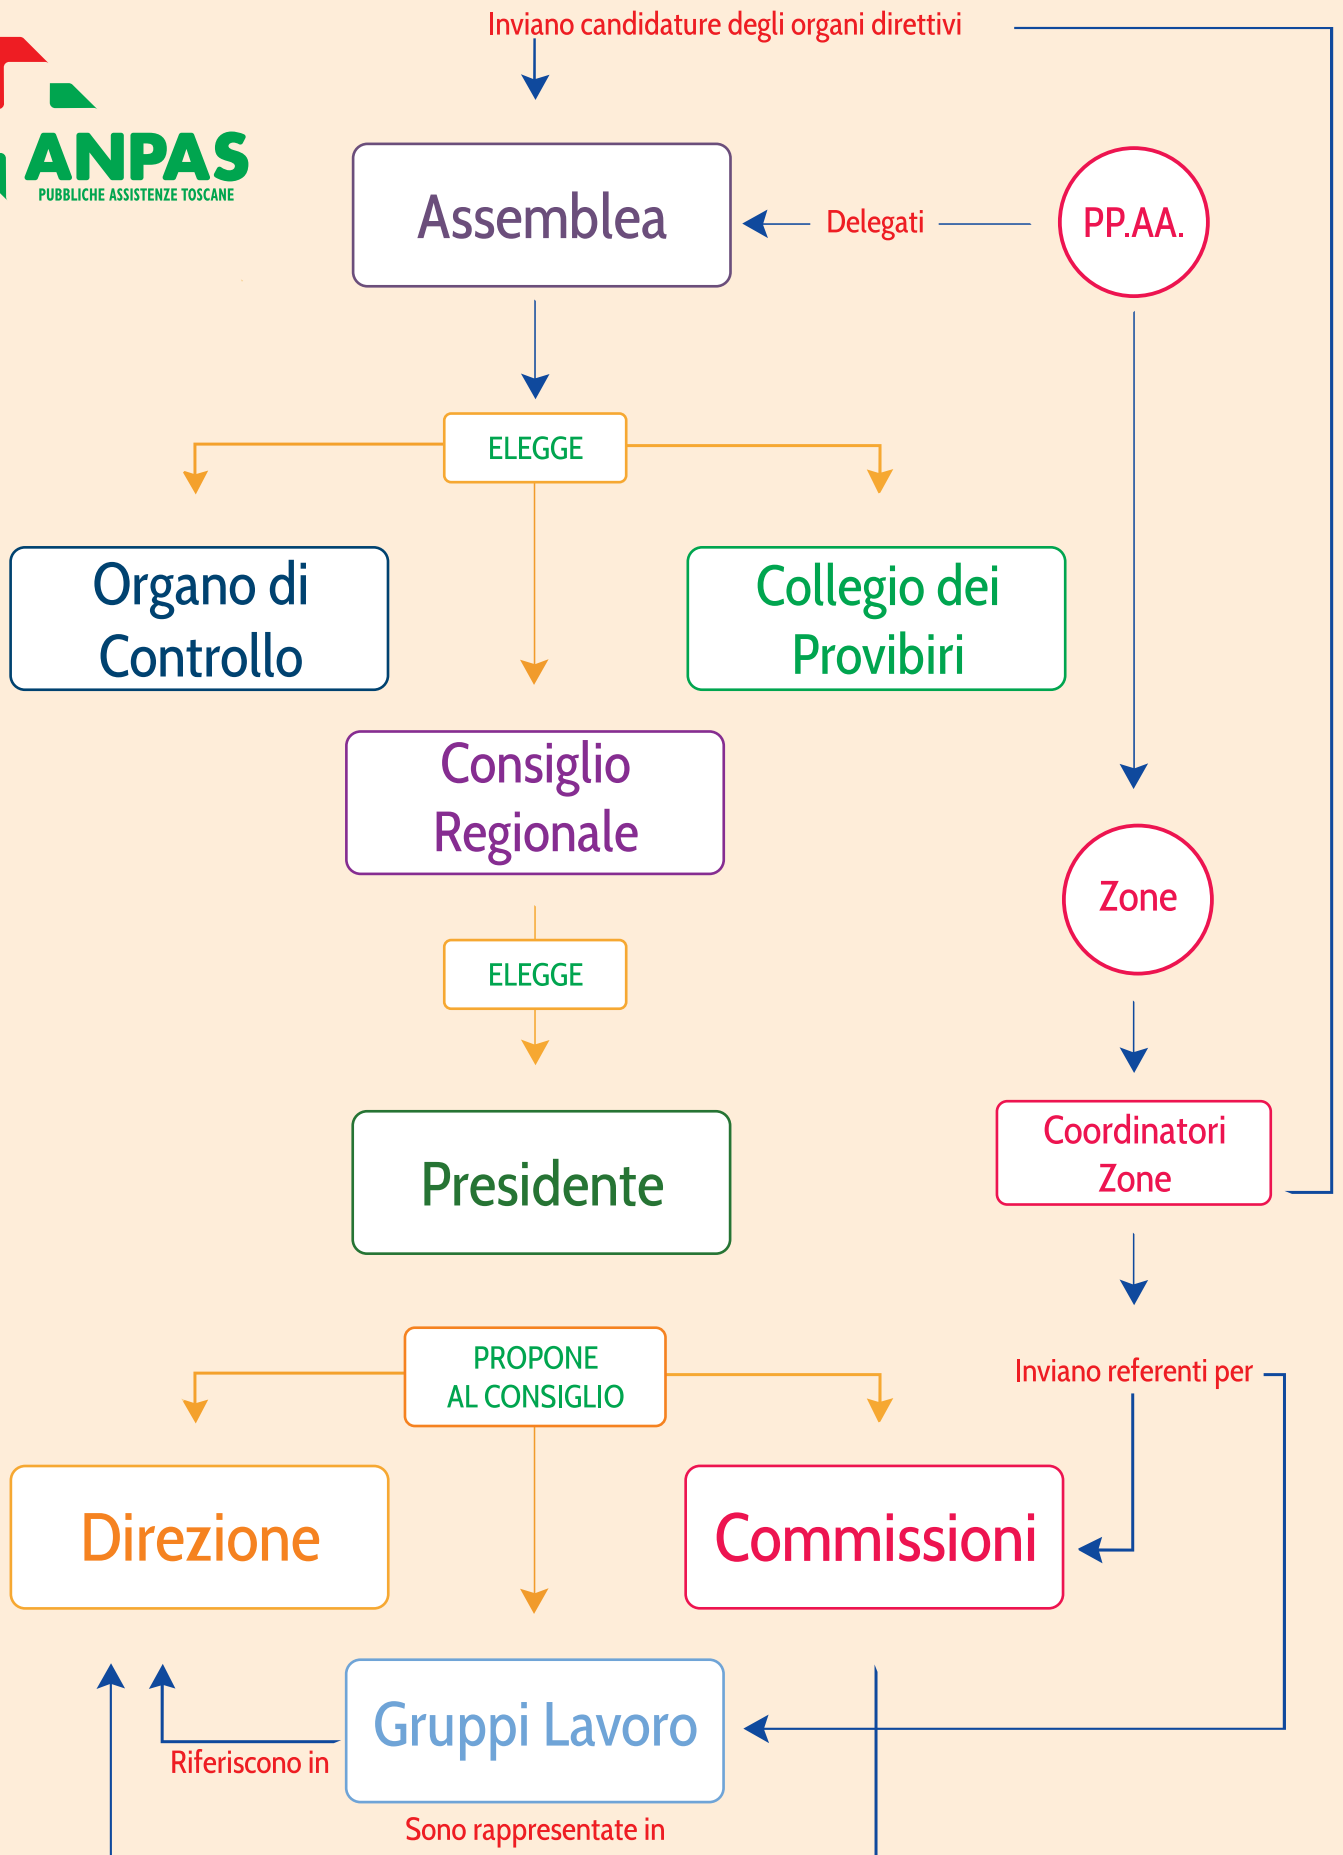 Inviano candidature degli organi direttivi
ANPAS
PUBBLICHE ASSISTENZE TOSCANE
Assemblea
Delegati
PP.AA.
ELEGGE
Organo di
Controllo
Collegio dei
Provibiri
Consiglio
Regionale
Zone
ELEGGE
Coordinatori
Zone
Presidente
PROPONE
AL CONSIGLIO
Inviano referenti per
Direzione
Commissioni
Gruppi Lavoro
Riferiscono in
Sono rappresentate in